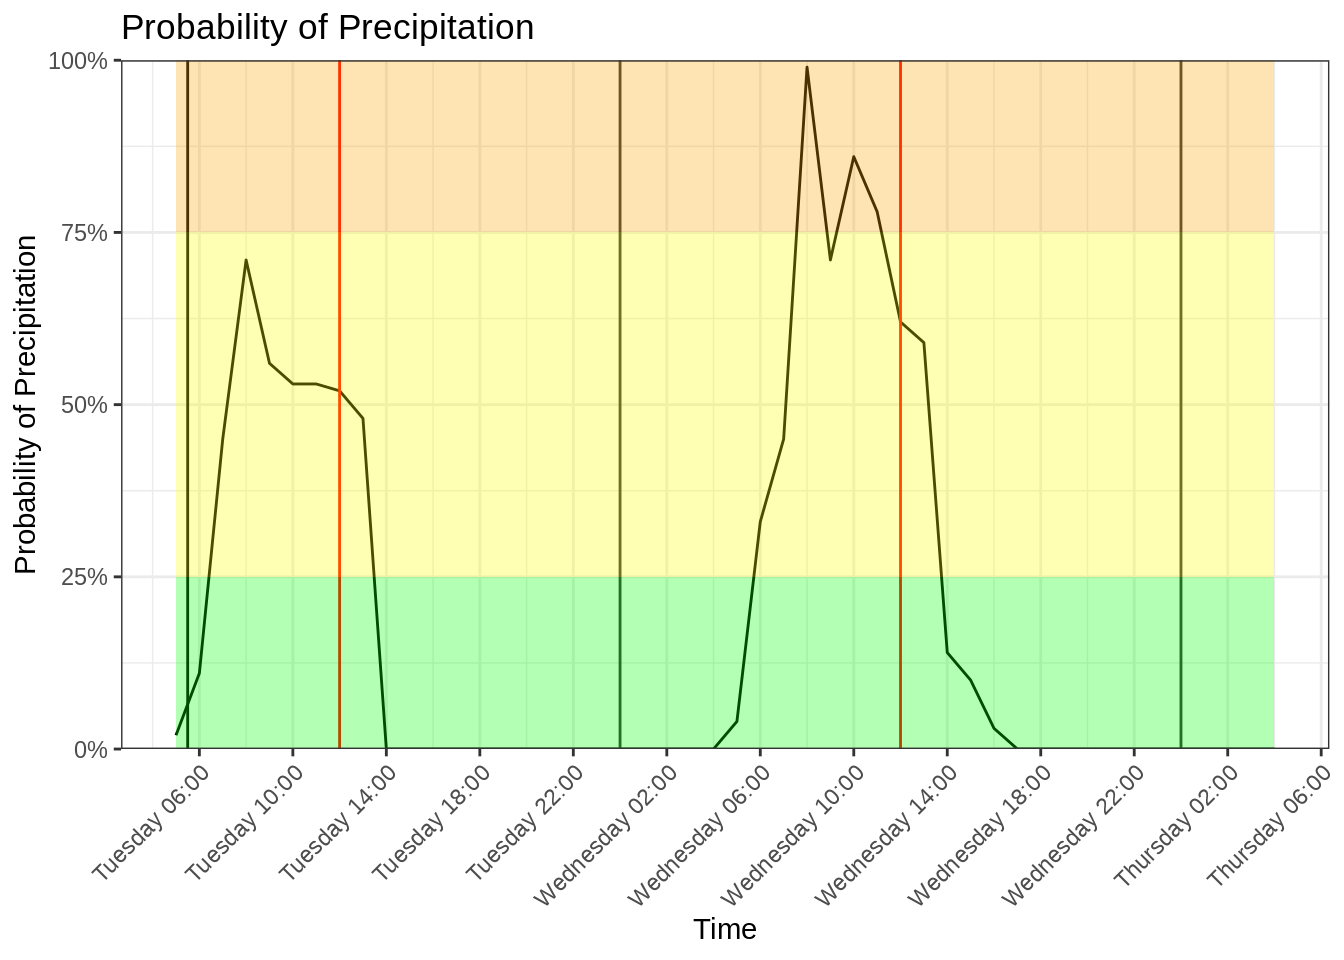 Probability of Precipitation
Probability of Precipitation
100%
75%
50%
25%
0%
Tuesday 06:00
Tuesday 10:00
Tuesday 14:00
Tuesday 18:00
Tuesday 22:00
Wednesday 02:00
Wednesday 06:00
Wednesday 10:00
Wednesday 14:00
Wednesday 18:00
Wednesday 22:00
Thursday 02:00
Thursday 06:00
Time